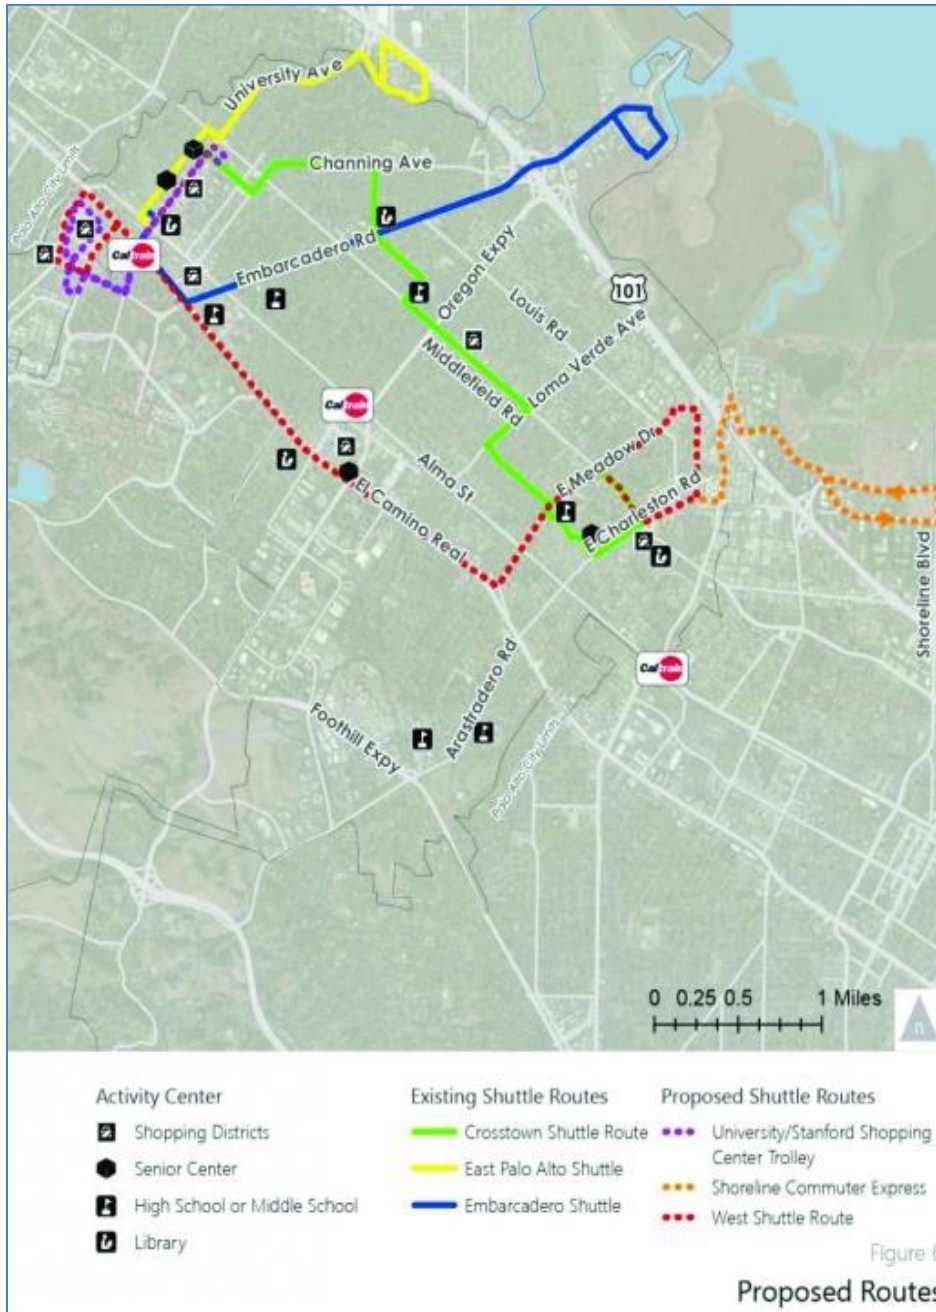 University Ave
Palo Alto City Limits
Channing Ave
Caltrain
Embarcadero Rd
Oregon Expy
101
Louis Rd
Loma Verde Ave
Middlefield Rd
Caltrain
Alma St
E Meadow Dr
El Camino Real
E Charleston Rd
Shoreline Blvd
Caltrain
Arastradero Rd
Foothill Expy
Palo Alto City Limits
0 0.25 0.5 1 Miles
n
Activity Center
Shopping Districts
Senior Center
High School or Middle School
Library
Existing Shuttle Routes
Crosstown Shuttle Route
East Palo Alto Shuttle
Embarcadero Shuttle
Proposed Shuttle Routes
University/Stanford Shopping
Center Trolley
Shoreline Commuter Express
West Shuttle Route
Figure 6
Proposed Routes